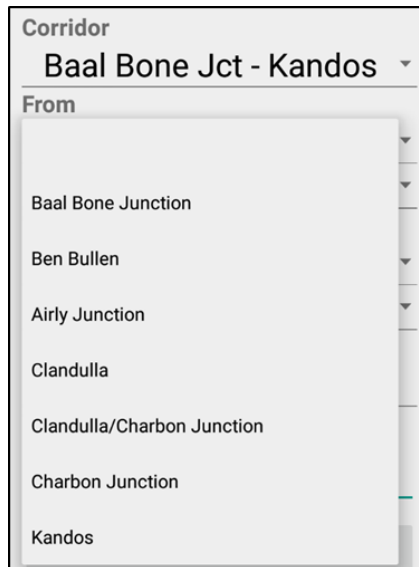 Corridor
Baal Bone Jct - Kandos
From
Baal Bone Junction
Ben Bullen
Airly Junction
Clandulla
Clandulla/Charbon Junction
Charbon Junction
Kandos